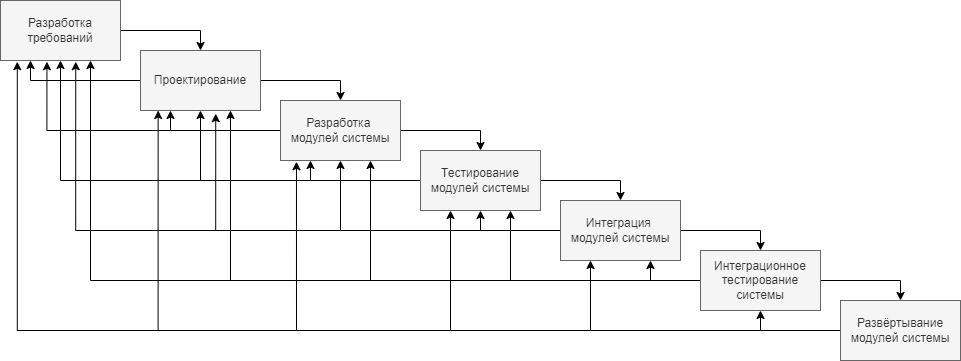 Разработка
требований
Проектирование
Разработка
модулей системы
Тестирование
модулей системы
Интеграция
модулей системы
Интеграционное
тестирование
системы
Развёртывание
модулей системы